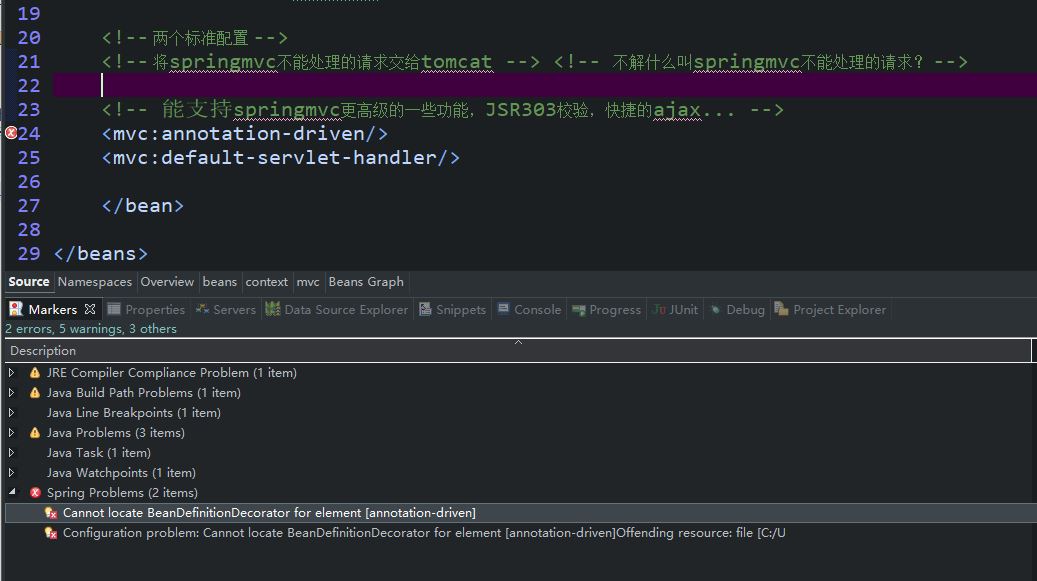 19
20 <!-- 两个标准配置 -->
21 <!-- 将springmvc不能处理的请求交给tomcat --> <!-- 不解什么叫springmvc不能处理的请求? -->
22
23 <!-- 能支持springmvc更高级的一些功能, JSR303校验, 快捷的ajax... -->
24 <mvc:annotation-driven/>
25 <mvc:default-servlet-handler/>
26
27 </bean>
28
29 </beans>
Source Namespaces Overview beans context mvc Beans Graph
Markers Properties Servers Data Source Explorer Snippets Console Progress JUnit Debug Project Explorer
2 errors, 5 warnings, 3 others
Description
JRE Compiler Compliance Problem (1 item)
Java Build Path Problems (1 item)
Java Line Breakpoints (1 item)
Java Problems (3 items)
Java Task (1 item)
Java Watchpoints (1 item)
Spring Problems (2 items)
Cannot locate BeanDefinitionDecorator for element [annotation-driven]
Configuration problem: Cannot locate BeanDefinitionDecorator for element [annotation-driven]Offending resource: file [C:/U